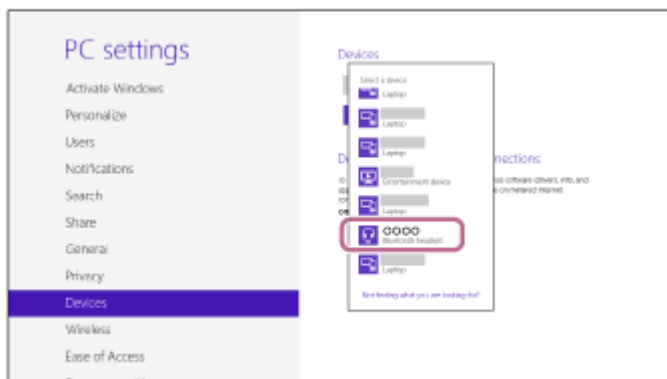 PC settings
Activate Windows
Personalize
Users
Notifications
Search
Share
General
Privacy
Devices
Wireless
Ease of Access
Devices
Select a device
Laptop
Laptop
Laptop
Entertainment device
Laptop
OOOO
Bluetooth headset
Laptop
Not finding what you are looking for?
nections